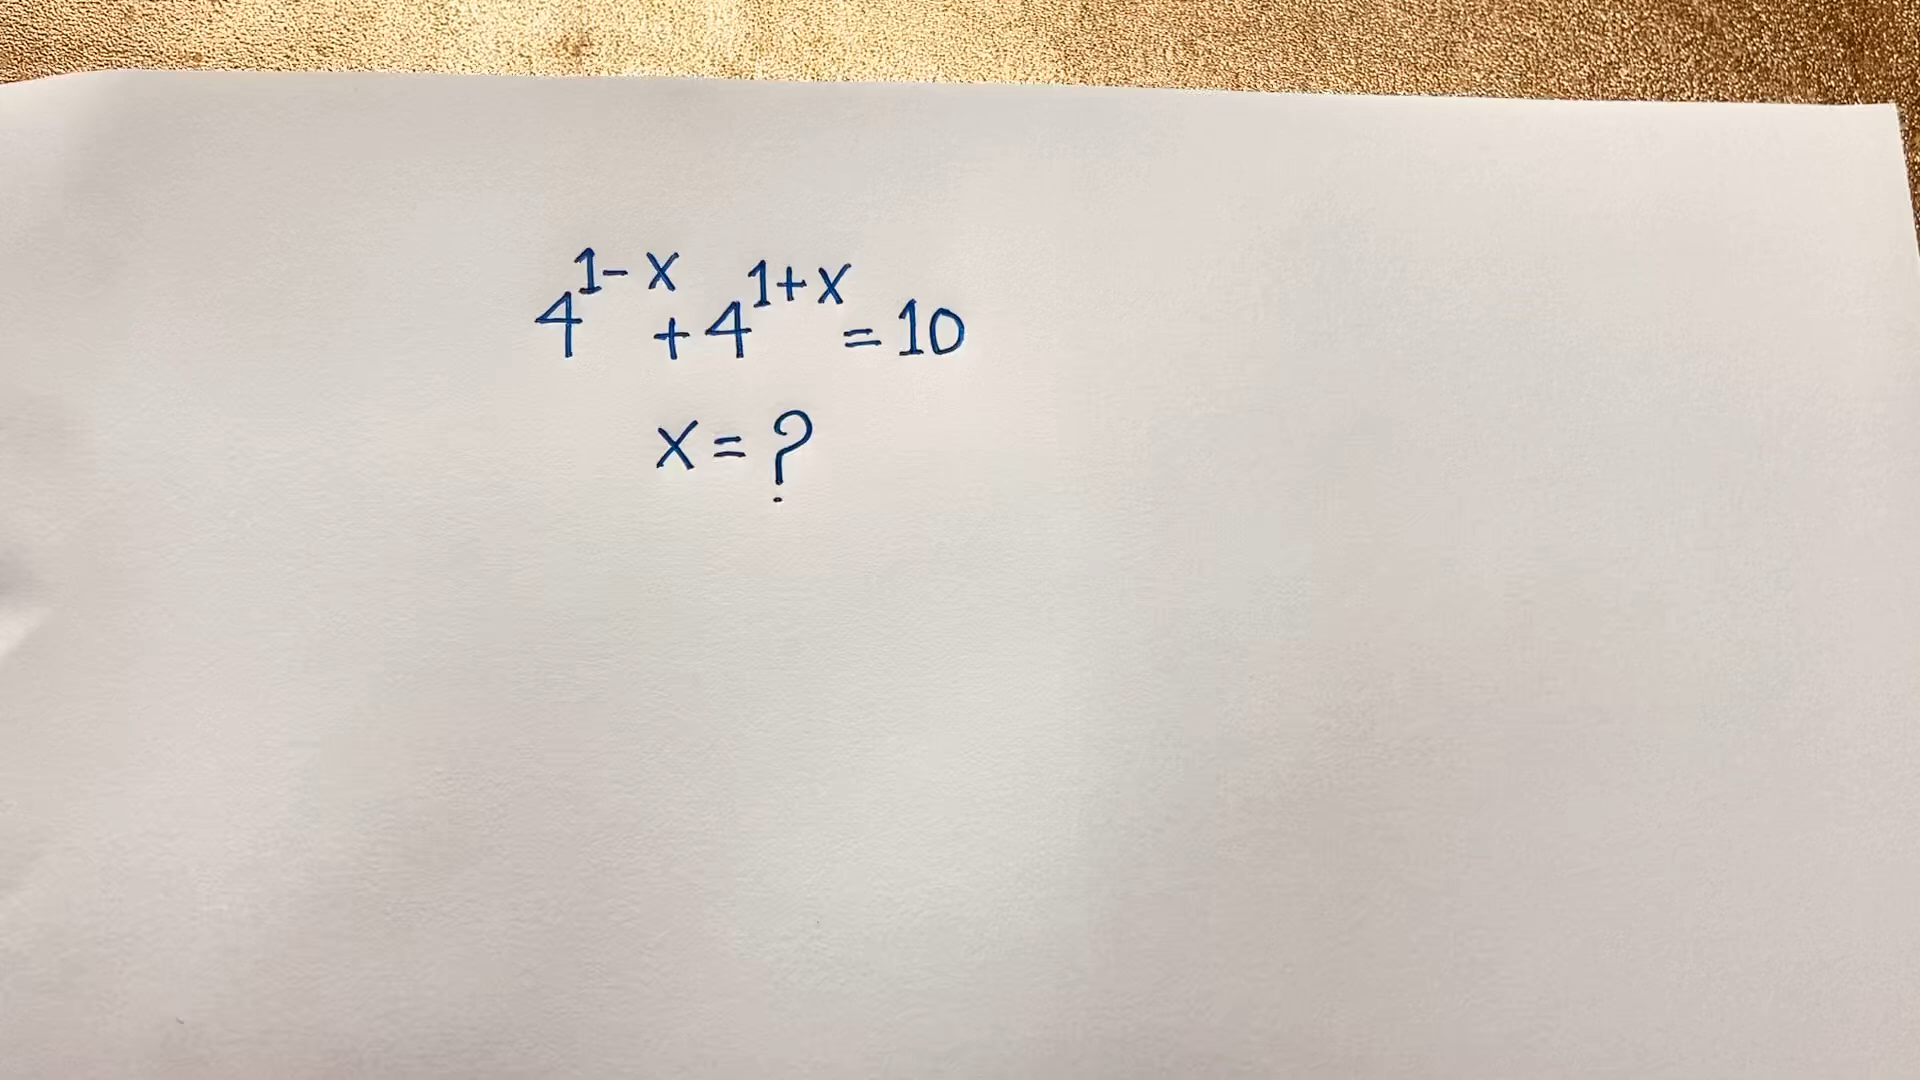 4^{1-x} + 4^{1+x} = 10
x = ?